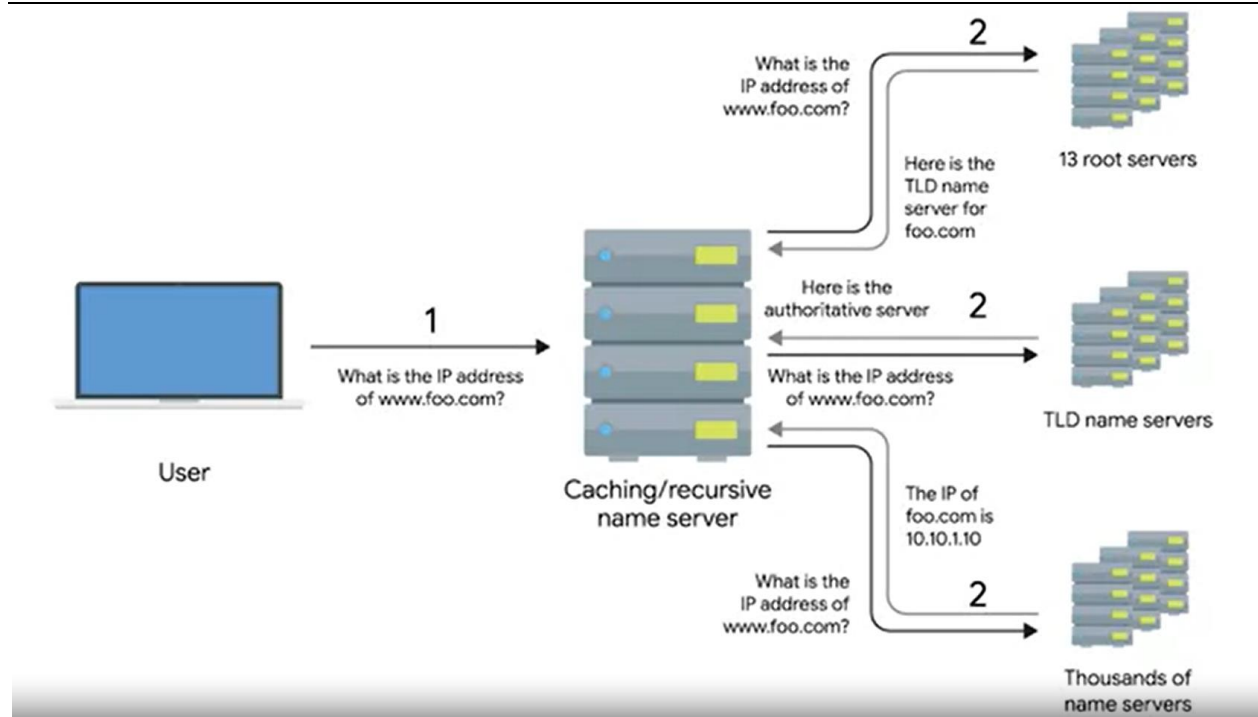 2
What is the
IP address of
www.foo.com?
13 root servers
Here is the
TLD name
server for
foo.com
1
What is the IP address
of www.foo.com?
User
Caching/recursive
name server
Here is the
authoritative server
2
What is the IP address
of www.foo.com?
TLD name servers
The IP of
foo.com is
10.10.1.10
What is the
IP address of
www.foo.com?
2
Thousands of
name servers